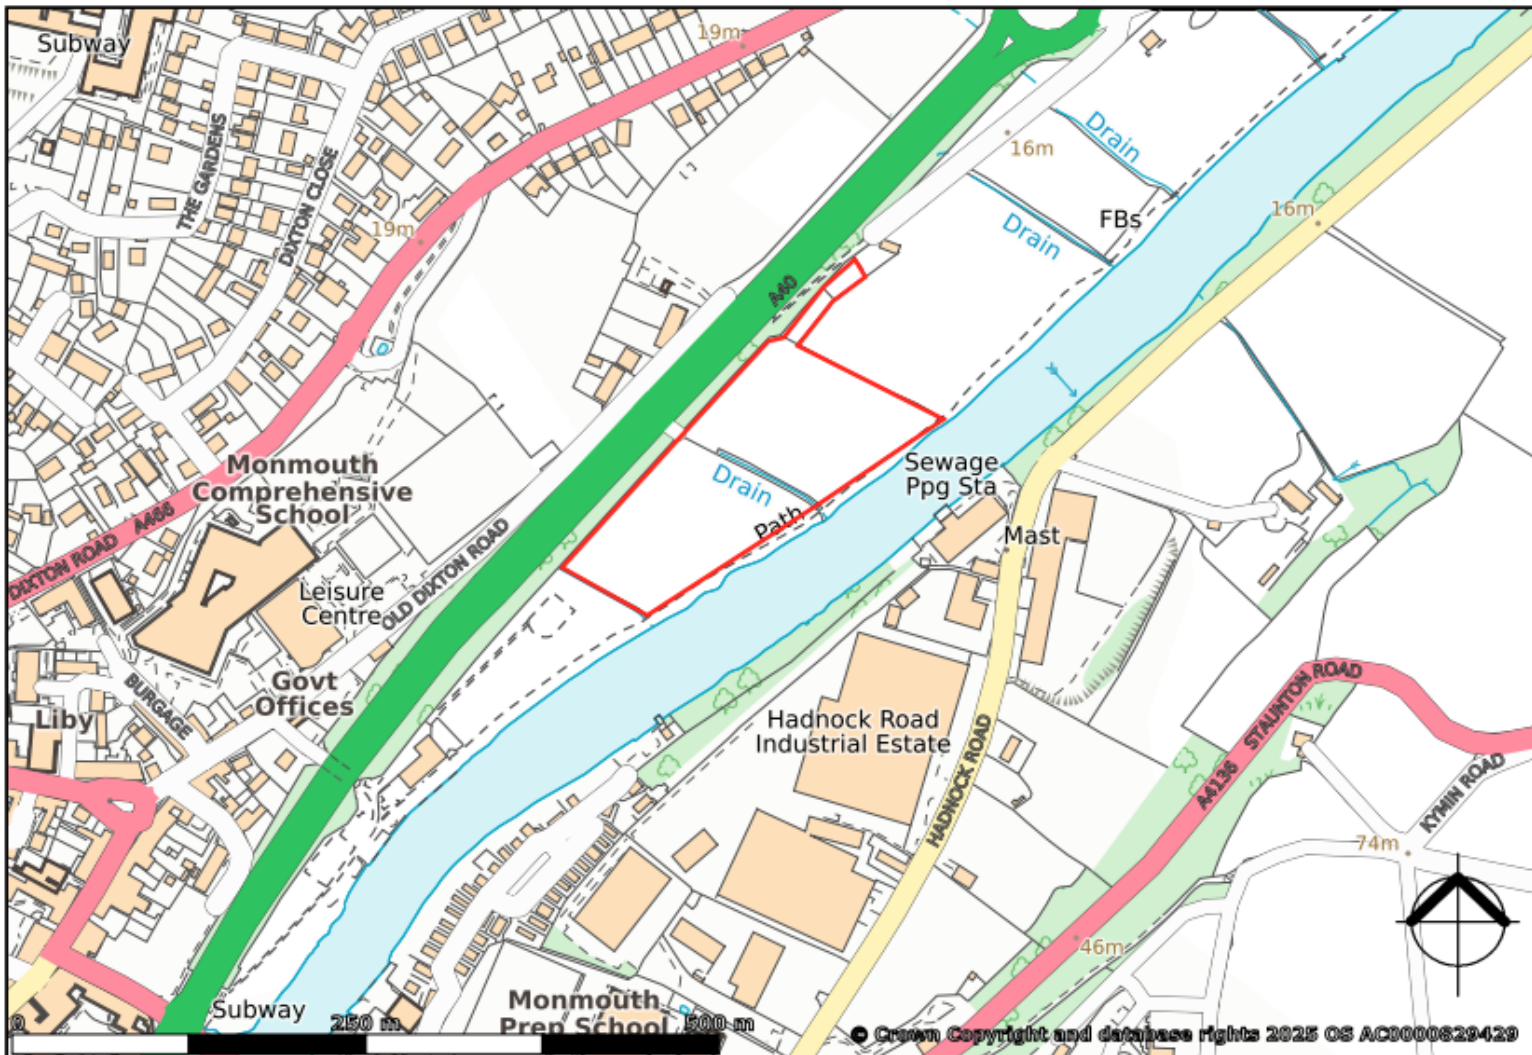 Subway
19m
THE GARDENS
DIXTON CLOSE
19m
A40
16m
Drain
Drain
FBs
16m
Monmouth
Comprehensive
School
DIXTON ROAD A466
Leisure
Centre
OLD DIXTON ROAD
Drain
Path
Sewage
Ppg Sta
Mast
Govt
Offices
BURGAGE
Liby
Hadnock Road
Industrial Estate
HADNOCK ROAD
A4136 STAUNTON ROAD
KYMIN ROAD
74m
46m
Subway
Monmouth
Prep School
0 250 m 500 m
© Crown Copyright and database rights 2025 OS AC0000829429